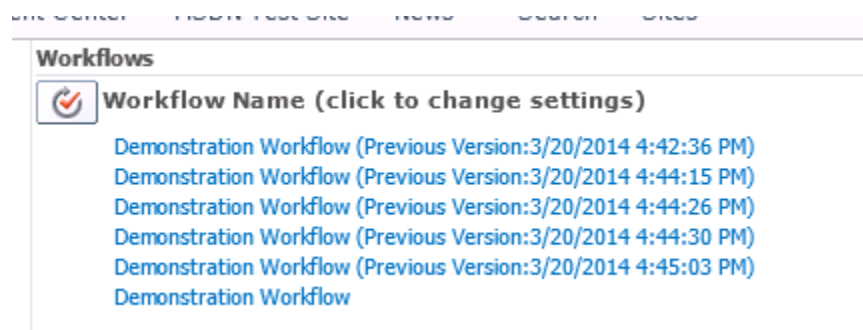 Workflows
Workflow Name (click to change settings)
Demonstration Workflow (Previous Version:3/20/2014 4:42:36 PM)
Demonstration Workflow (Previous Version:3/20/2014 4:44:15 PM)
Demonstration Workflow (Previous Version:3/20/2014 4:44:26 PM)
Demonstration Workflow (Previous Version:3/20/2014 4:44:30 PM)
Demonstration Workflow (Previous Version:3/20/2014 4:45:03 PM)
Demonstration Workflow